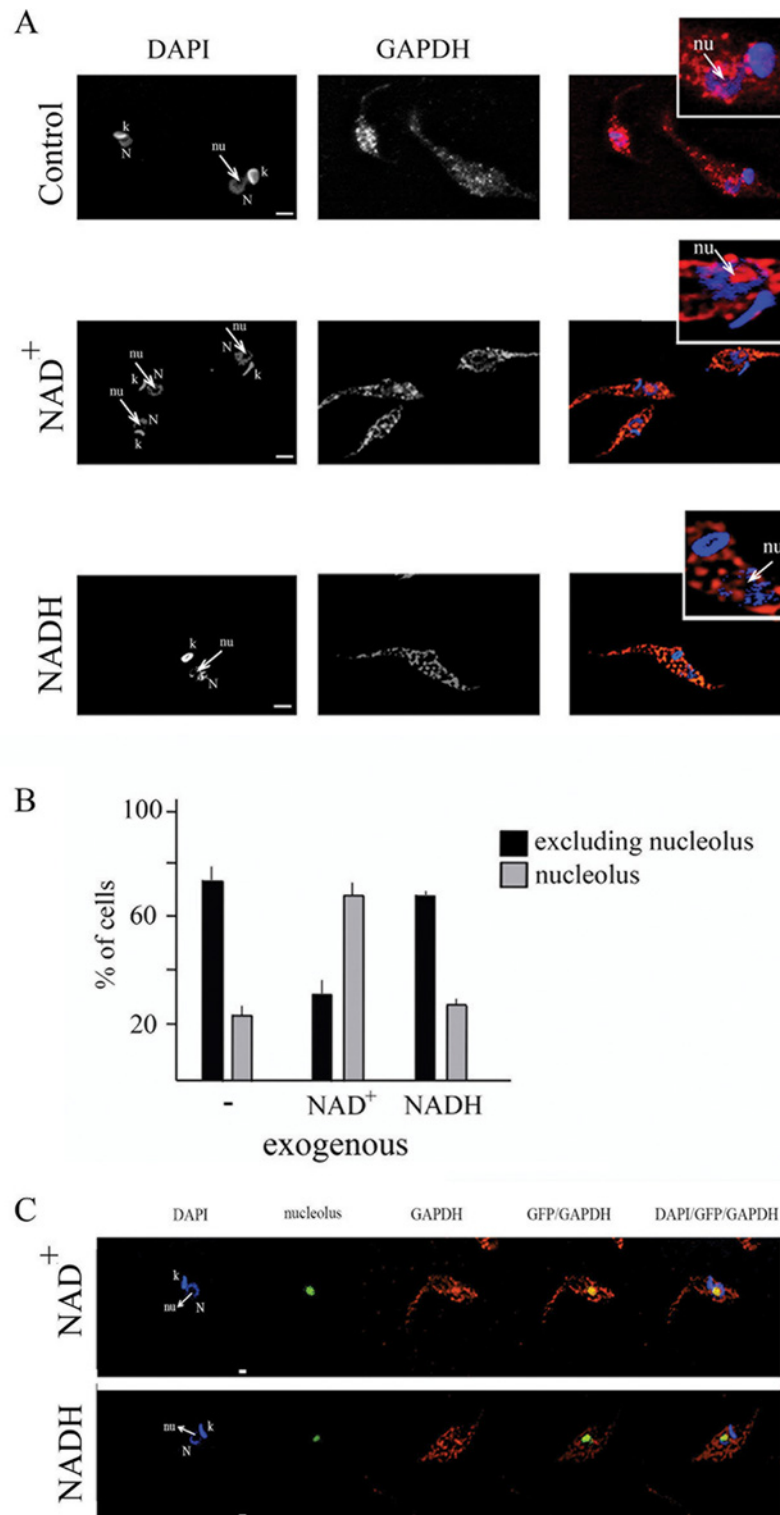 A
DAPI GAPDH
Control
k
N
nu
k
N
nu
NAD+
nu
N
k
nu
N
k
nu
N
k
nu
NADH
k
nu
N
nu
B
% of cells
100
60
20
excluding nucleolus
nucleolus
- NAD+ NADH
exogenous
C
DAPI nucleolus GAPDH GFP/GAPDH DAPI/GFP/GAPDH
NAD+
k
nu
N
NADH
nu
k
N